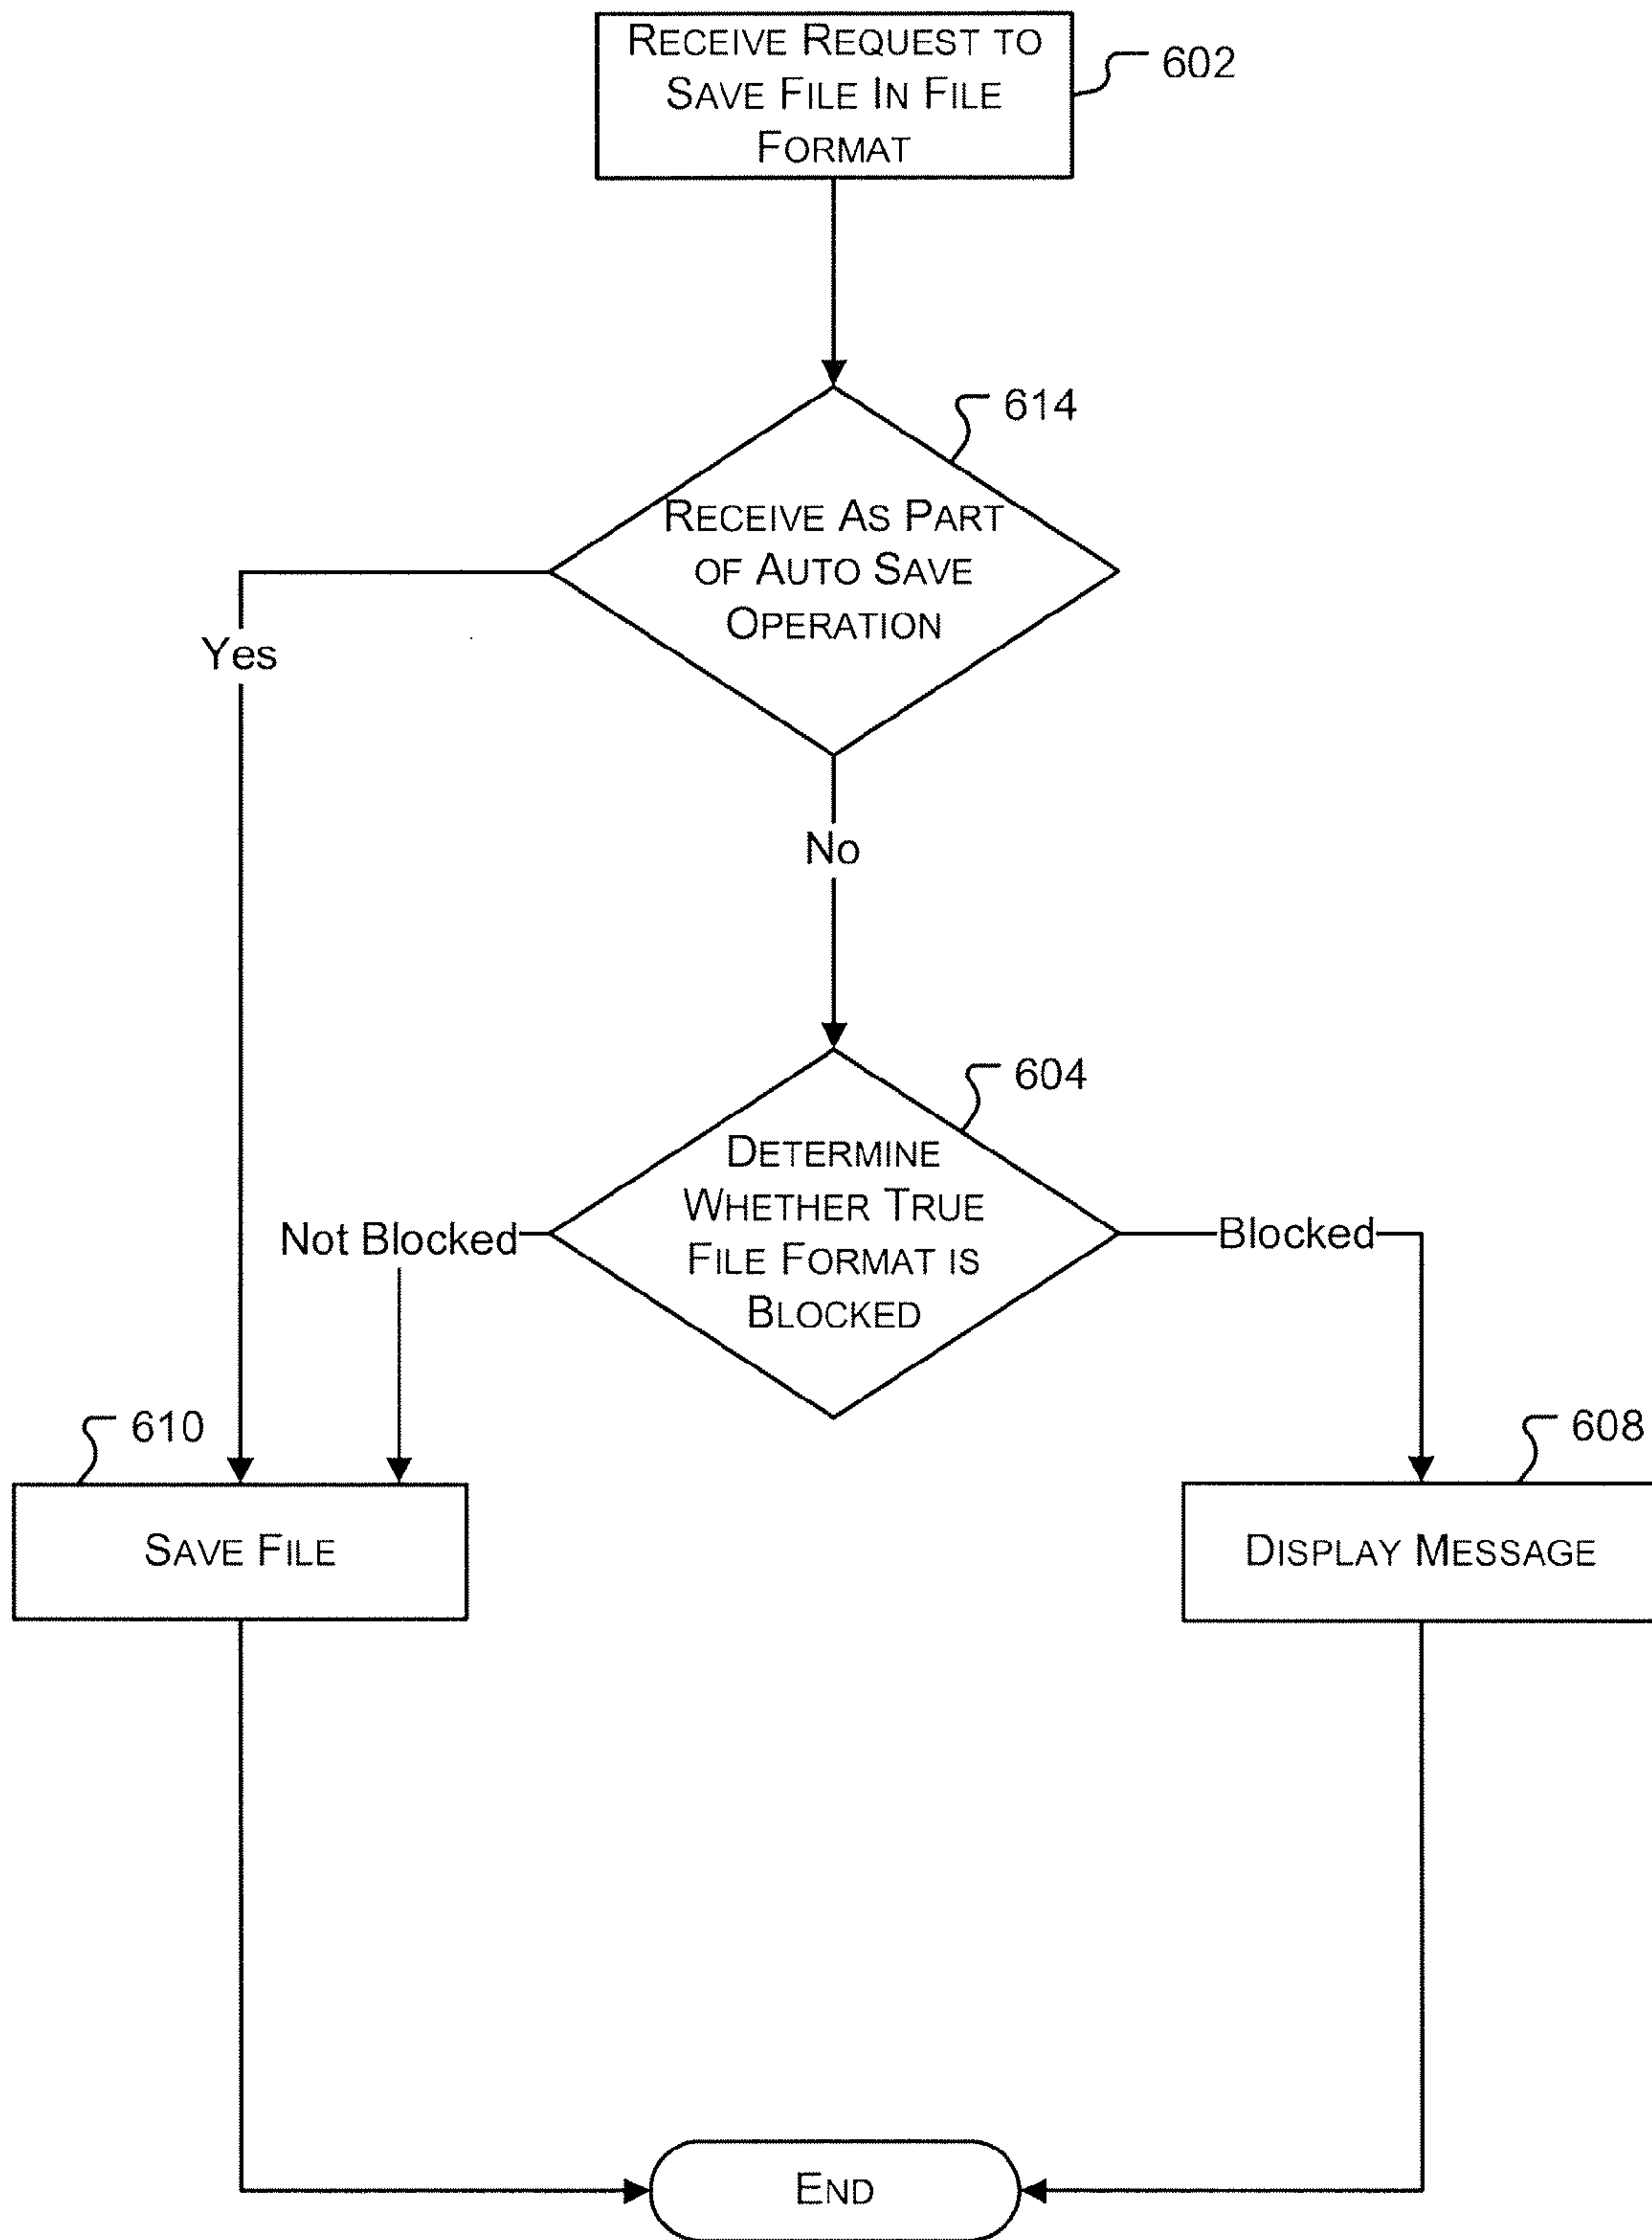 RECEIVE REQUEST TO
SAVE FILE IN FILE
FORMAT
602
614
RECEIVE AS PART
OF AUTO SAVE
OPERATION
Yes
No
604
DETERMINE
WHETHER TRUE
FILE FORMAT IS
BLOCKED
Not Blocked
Blocked
610
608
SAVE FILE
DISPLAY MESSAGE
END